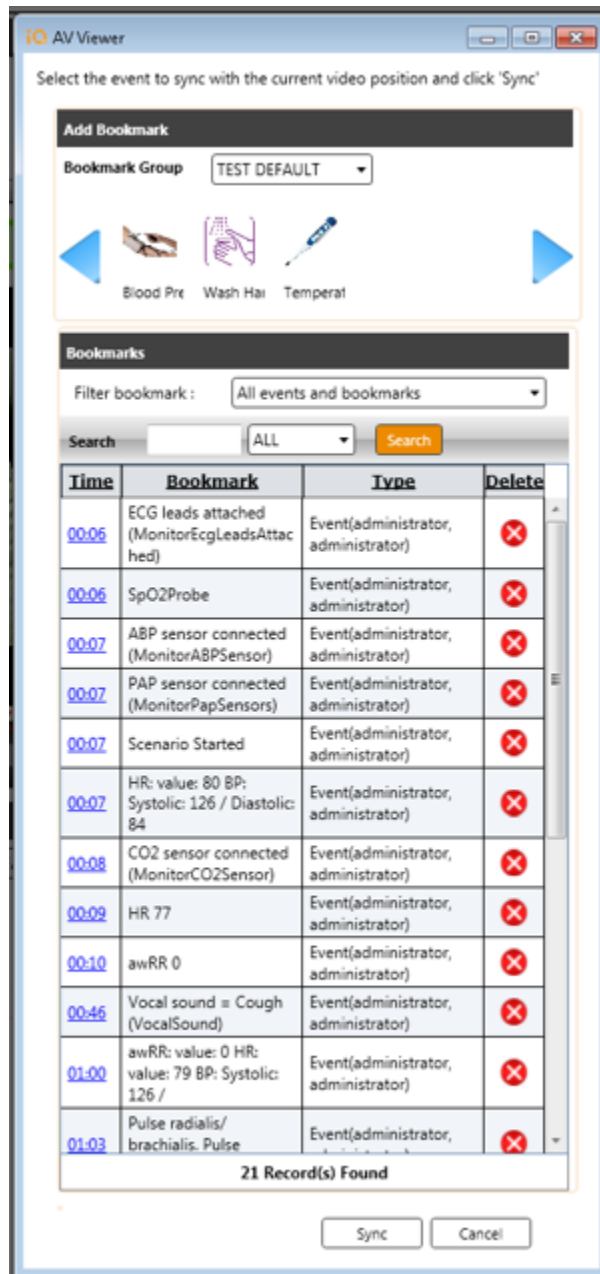 iQ AV Viewer
Select the event to sync with the current video position and click 'Sync'
Add Bookmark
Bookmark Group TEST DEFAULT
Blood Pre Wash Hai Temperat
Bookmarks
Filter bookmark : All events and bookmarks
Search ALL Search
Time Bookmark Type Delete
00:06 ECG leads attached (MonitorEcgLeadsAttac hed) Event(administrator, administrator)
00:06 SpO2Probe Event(administrator, administrator)
00:07 ABP sensor connected (MonitorABPSensor) Event(administrator, administrator)
00:07 PAP sensor connected (MonitorPapSensors) Event(administrator, administrator)
00:07 Scenario Started Event(administrator, administrator)
00:07 HR: value: 80 BP: Systolic: 126 / Diastolic: 84 Event(administrator, administrator)
00:08 CO2 sensor connected (MonitorCO2Sensor) Event(administrator, administrator)
00:09 HR 77 Event(administrator, administrator)
00:10 awRR 0 Event(administrator, administrator)
00:46 Vocal sound = Cough (VocalSound) Event(administrator, administrator)
01:00 awRR: value: 0 HR: value: 79 BP: Systolic: 126 / Event(administrator, administrator)
01:03 Pulse radialis/ brachialis. Pulse Event(administrator,
21 Record(s) Found
Sync Cancel